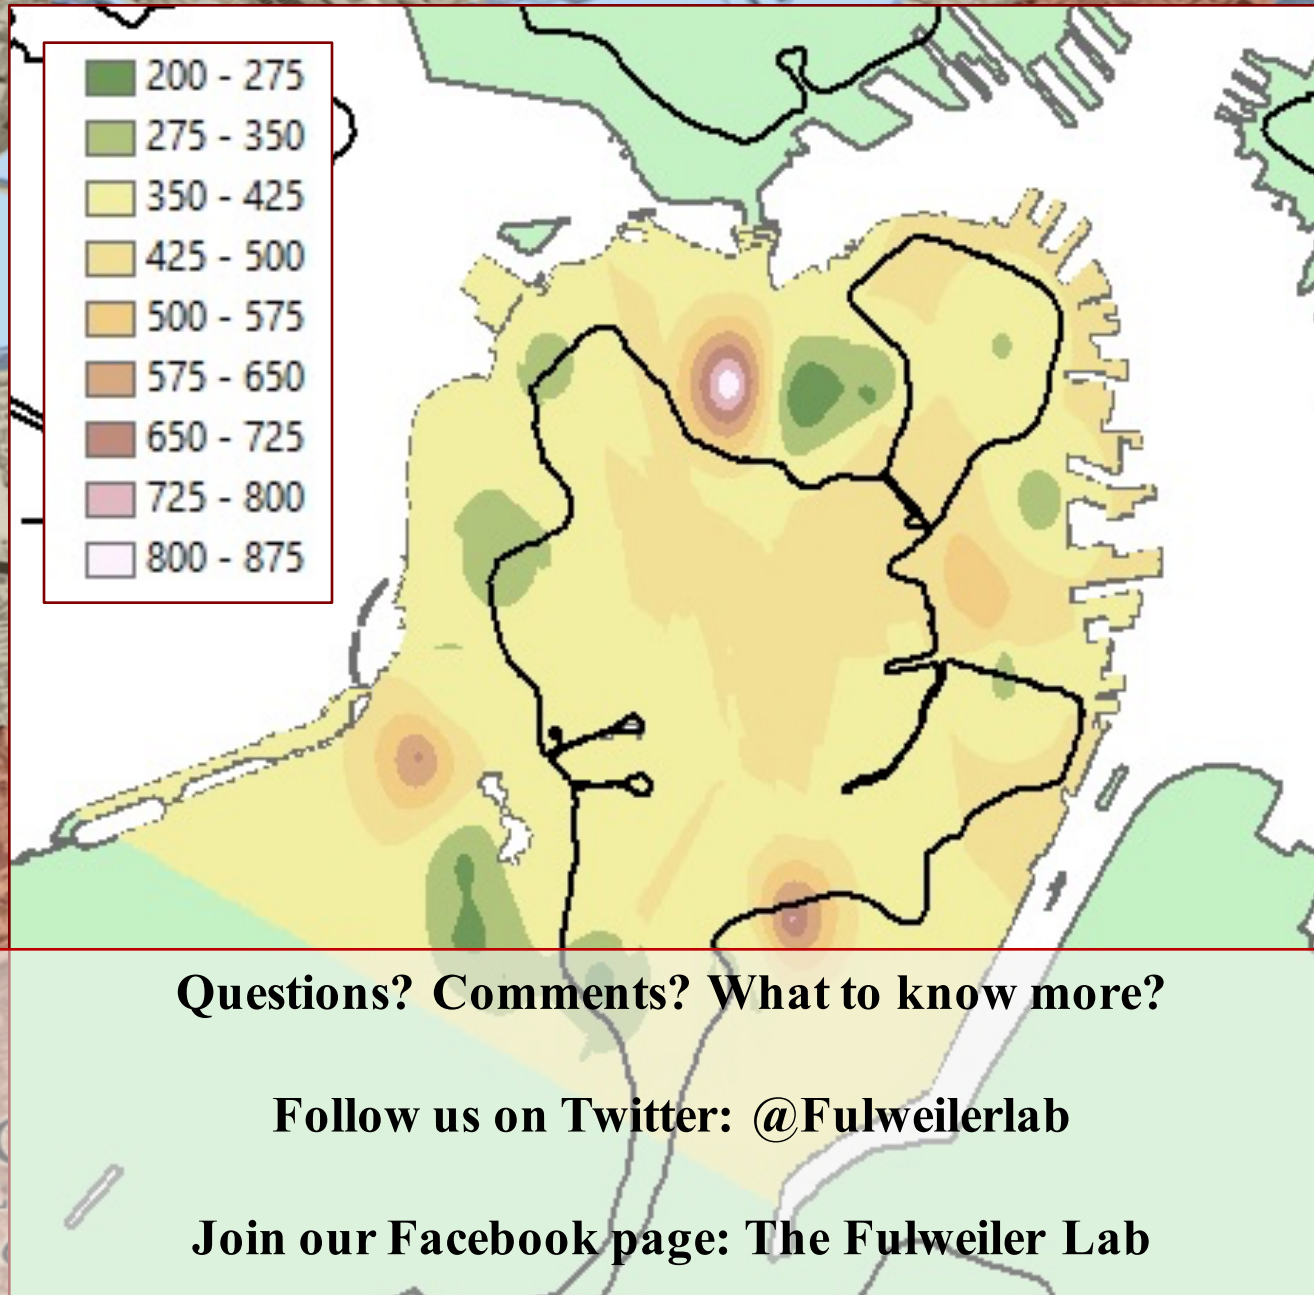 200 - 275
275 - 350
350 - 425
425 - 500
500 - 575
575 - 650
650 - 725
725 - 800
800 - 875
Questions? Comments? What to know more?
Follow us on Twitter: @Fulweilerlab
Join our Facebook page: The Fulweiler Lab